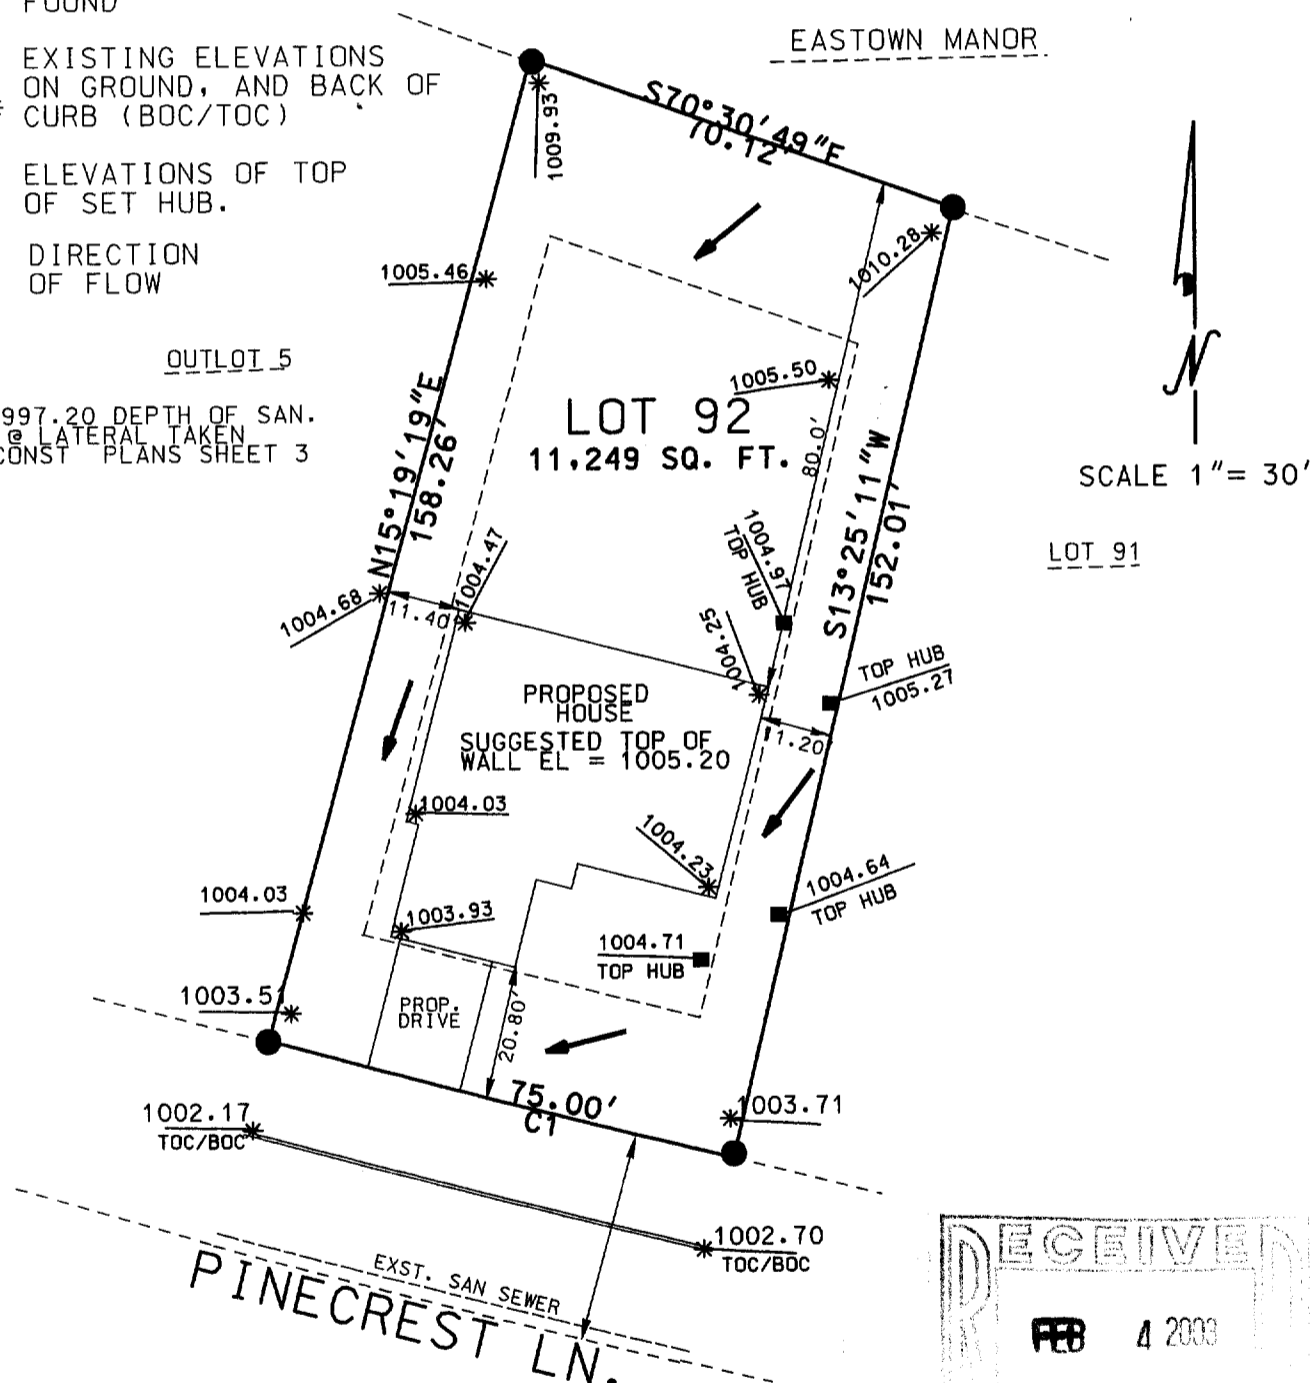 FOUND
EXISTING ELEVATIONS
ON GROUND, AND BACK OF
CURB (BOC/TOC)
ELEVATIONS OF TOP
OF SET HUB.
DIRECTION
OF FLOW
OUTLOT 5
997.20 DEPTH OF SAN.
@ LATERAL TAKEN
CONST PLANS SHEET 3
EASTOWN MANOR
S70°30'49"E
70.12'
1009.93
1010.28
1005.46
1005.50
LOT 92
11,249 SQ. FT.
80.0'
N15°19'19"E
158.26'
S13°25'11"W
152.01'
N
SCALE 1"= 30'
LOT 91
1004.97
TOP HUB
1004.47
1004.68
11.40
1004.25
TOP HUB
1005.27
PROPOSED
HOUSE
SUGGESTED TOP OF
WALL EL = 1005.20
11.20
1004.03
1004.23
1004.64
TOP HUB
1004.03
1003.93
1004.71
TOP HUB
1003.51
PROP.
DRIVE
20.80'
75.00'
C1
1003.71
1002.17
TOC/BOC
1002.70
TOC/BOC
EXST. SAN SEWER
PINECREST LN.
RECEIVED
FEB 4 2003